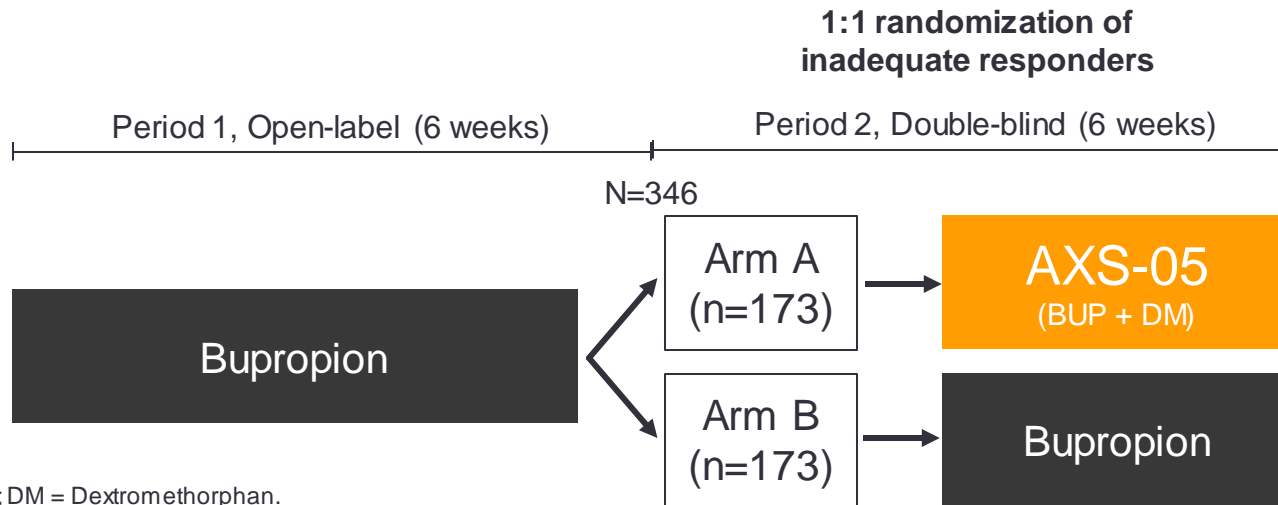 1:1 randomization of
inadequate responders
Period 1, Open-label (6 weeks)
Period 2, Double-blind (6 weeks)
N=346
Bupropion
Arm A
(n=173)
AXS-05
(BUP + DM)
Arm B
(n=173)
Bupropion
; DM = Dextromethorphan.